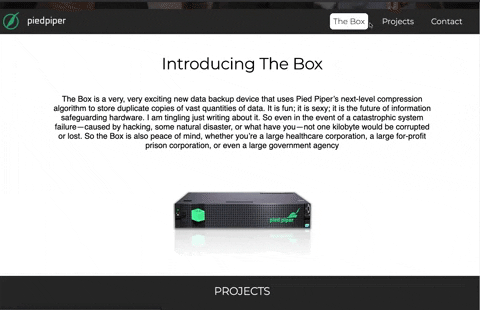 piedpiper
The Box
Projects
Contact
Introducing The Box
The Box is a very, very exciting new data backup device that uses Pied Piper's next-level compression
algorithm to store duplicate copies of vast quantities of data. It is fun; it is sexy; it is the future of information
safeguarding hardware. I am tingling just writing about it. So even in the event of a catastrophic system
failure—caused by hacking, some natural disaster, or what have you—not one kilobyte would be corrupted
or lost. So the Box is also peace of mind, whether you're a large healthcare corporation, a large for-profit
prison corporation, or even a large government agency
pied piper
PROJECTS